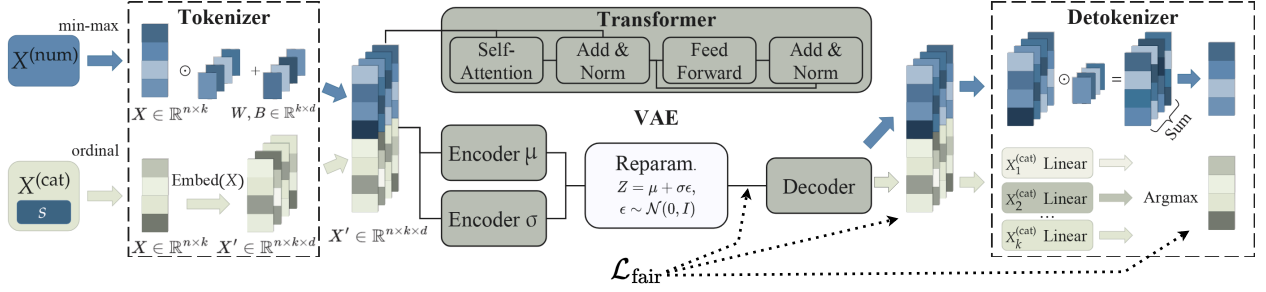 min-max
X^(num)
ordinal
X^(cat)
s
Tokenizer
⊙
+
X ∈ ℝ^{n×k}
W, B ∈ ℝ^{k×d}
Embed(X)
X ∈ ℝ^{n×k}
X′ ∈ ℝ^{n×k×d}
X′ ∈ ℝ^{n×k×d}
Transformer
Self-
Attention
Add &
Norm
Feed
Forward
Add &
Norm
VAE
Encoder μ
Encoder σ
Reparam.
Z = μ + σϵ,
ϵ ∼ 𝒩(0, I)
Decoder
ℒ_fair
Detokenizer
⊙
=
Sum
X_1^(cat) Linear
X_2^(cat) Linear
...
X_k^(cat) Linear
Argmax